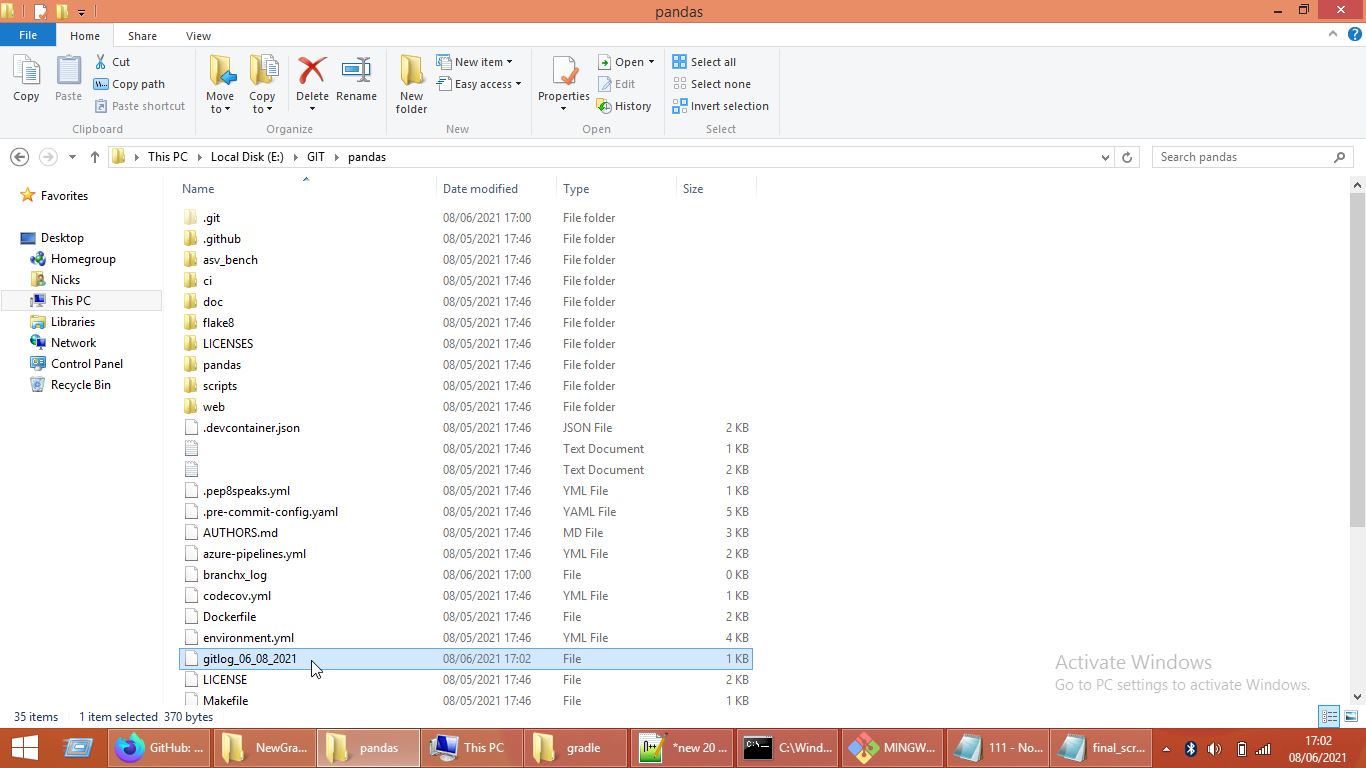 pandas
File Home Share View
Copy Paste Cut Copy path Paste shortcut Move to Copy to Delete Rename New folder New item Easy access Properties Open Edit History Select all Select none Invert selection
Clipboard Organize New Open Select
This PC Local Disk (E:) GIT pandas Search pandas
Favorites
Desktop
Homegroup
Nicks
This PC
Libraries
Network
Control Panel
Recycle Bin
Name Date modified Type Size
.git 08/06/2021 17:00 File folder
.github 08/05/2021 17:46 File folder
asv_bench 08/05/2021 17:46 File folder
ci 08/05/2021 17:46 File folder
doc 08/05/2021 17:46 File folder
flake8 08/05/2021 17:46 File folder
LICENSES 08/05/2021 17:46 File folder
pandas 08/05/2021 17:46 File folder
scripts 08/05/2021 17:46 File folder
web 08/05/2021 17:46 File folder
.devcontainer.json 08/05/2021 17:46 JSON File 2 KB
08/05/2021 17:46 Text Document 1 KB
08/05/2021 17:46 Text Document 2 KB
.pep8speaks.yml 08/05/2021 17:46 YML File 1 KB
.pre-commit-config.yaml 08/05/2021 17:46 YAML File 5 KB
AUTHORS.md 08/05/2021 17:46 MD File 3 KB
azure-pipelines.yml 08/05/2021 17:46 YML File 2 KB
branchx_log 08/06/2021 17:00 File 0 KB
codecov.yml 08/05/2021 17:46 YML File 1 KB
Dockerfile 08/05/2021 17:46 File 2 KB
environment.yml 08/05/2021 17:46 YML File 4 KB
gitlog_06_08_2021 08/06/2021 17:02 File 1 KB
LICENSE 08/05/2021 17:46 File 2 KB
Makefile 08/05/2021 17:46 File 1 KB
Activate Windows
Go to PC settings to activate Windows.
35 items 1 item selected 370 bytes
GitHub: ... NewGra... pandas This PC gradle *new 20 ... C:\Wind... MINGW... 111 - No... final_scr... 17:02
08/06/2021